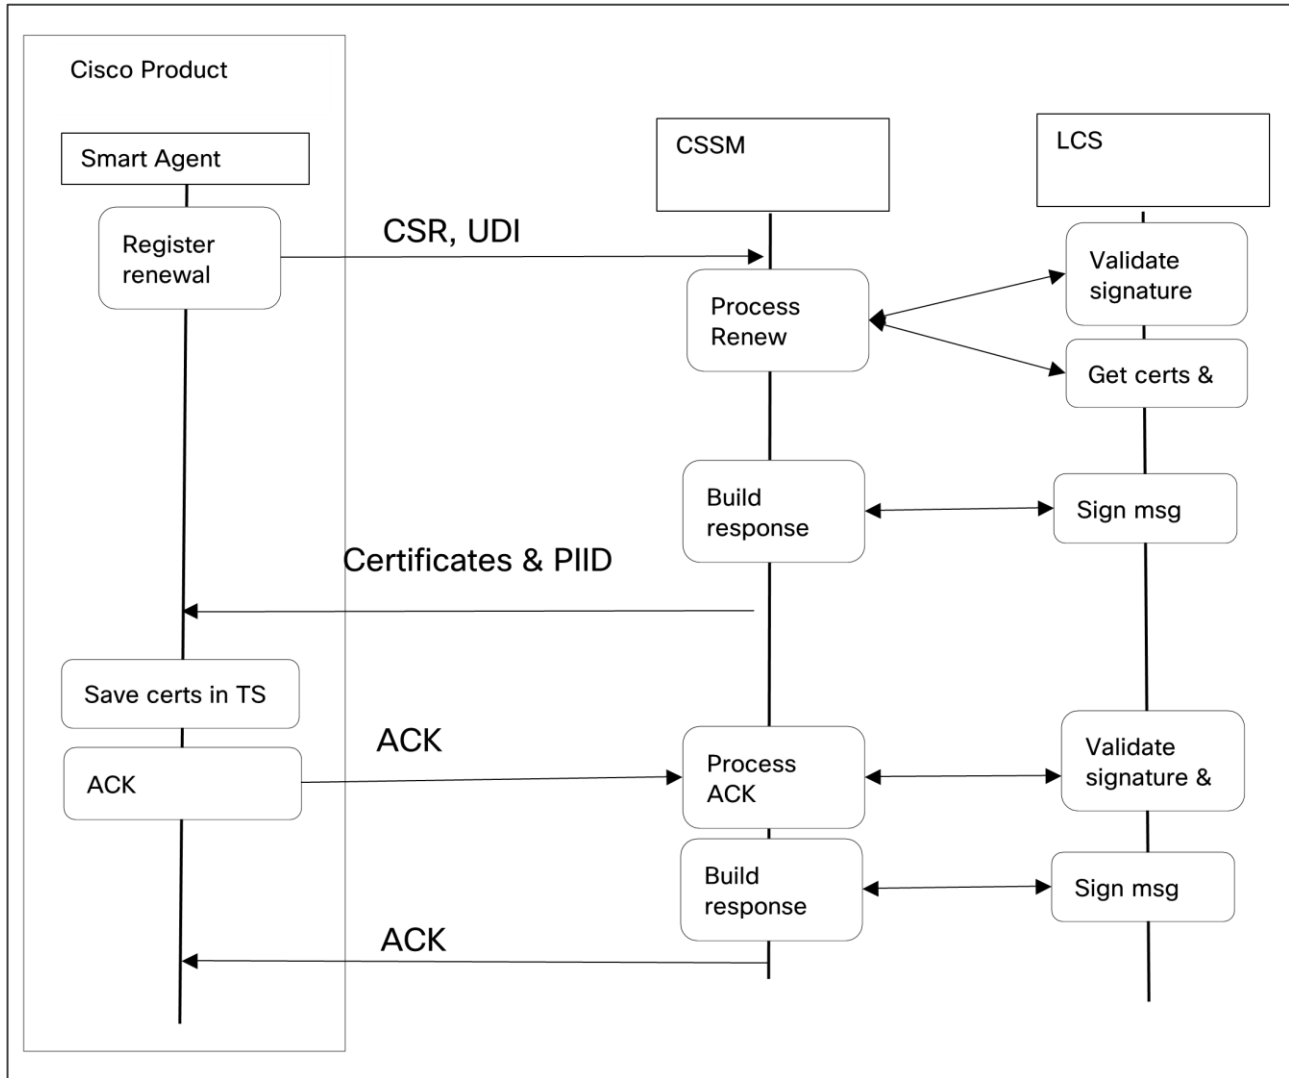 Cisco Product
Smart Agent
CSSM
LCS
Register
renewal
CSR, UDI
Validate
signature
Process
Renew
Get certs &
Build
response
Sign msg
Certificates & PIID
Save certs in TS
ACK
ACK
Process
ACK
Validate
signature &
Build
response
Sign msg
ACK